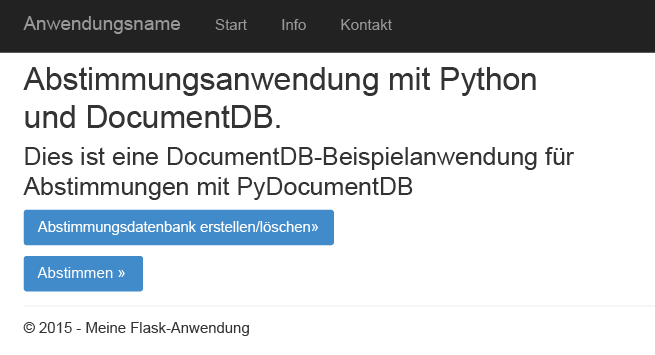 Anwendungsname Start Info Kontakt
Abstimmungsanwendung mit Python
und DocumentDB.
Dies ist eine DocumentDB-Beispielanwendung für
Abstimmungen mit PyDocumentDB
Abstimmungsdatenbank erstellen/löschen»
Abstimmen »
© 2015 - Meine Flask-Anwendung